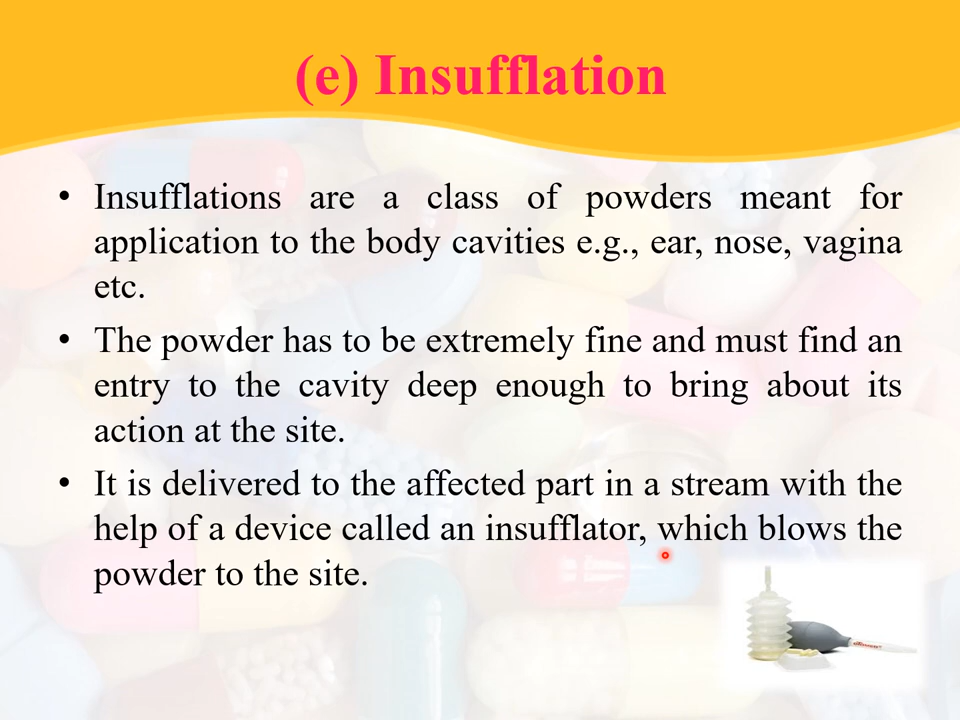 (e) Insufflation
• Insufflations are a class of powders meant for
application to the body cavities e.g., ear, nose, vagina
etc.
• The powder has to be extremely fine and must find an
entry to the cavity deep enough to bring about its
action at the site.
• It is delivered to the affected part in a stream with the
help of a device called an insufflator, which blows the
powder to the site.